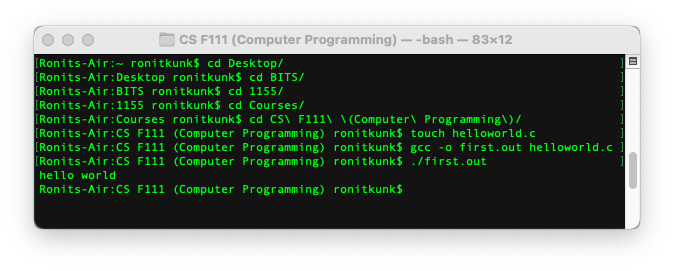 CS F111 (Computer Programming) — -bash — 83×12
[Ronits-Air:~ ronitkunk$ cd Desktop/ ]
[Ronits-Air:Desktop ronitkunk$ cd BITS/ ]
[Ronits-Air:BITS ronitkunk$ cd 1155/ ]
[Ronits-Air:1155 ronitkunk$ cd Courses/ ]
[Ronits-Air:Courses ronitkunk$ cd CS\ F111\ \(Computer\ Programming\)/ ]
[Ronits-Air:CS F111 (Computer Programming) ronitkunk$ touch helloworld.c ]
[Ronits-Air:CS F111 (Computer Programming) ronitkunk$ gcc -o first.out helloworld.c ]
[Ronits-Air:CS F111 (Computer Programming) ronitkunk$ ./first.out ]
hello world
Ronits-Air:CS F111 (Computer Programming) ronitkunk$